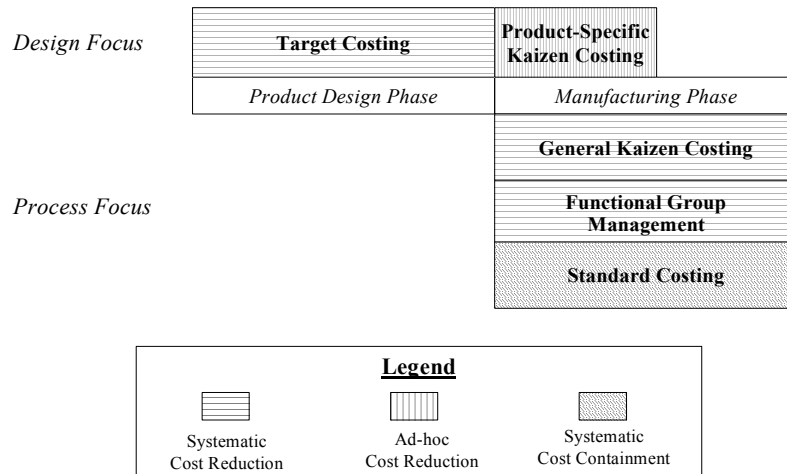 Design Focus
Target Costing
Product-Specific
Kaizen Costing
Product Design Phase
Manufacturing Phase
General Kaizen Costing
Process Focus
Functional Group
Management
Standard Costing
Legend
Systematic
Cost Reduction
Ad-hoc
Cost Reduction
Systematic
Cost Containment